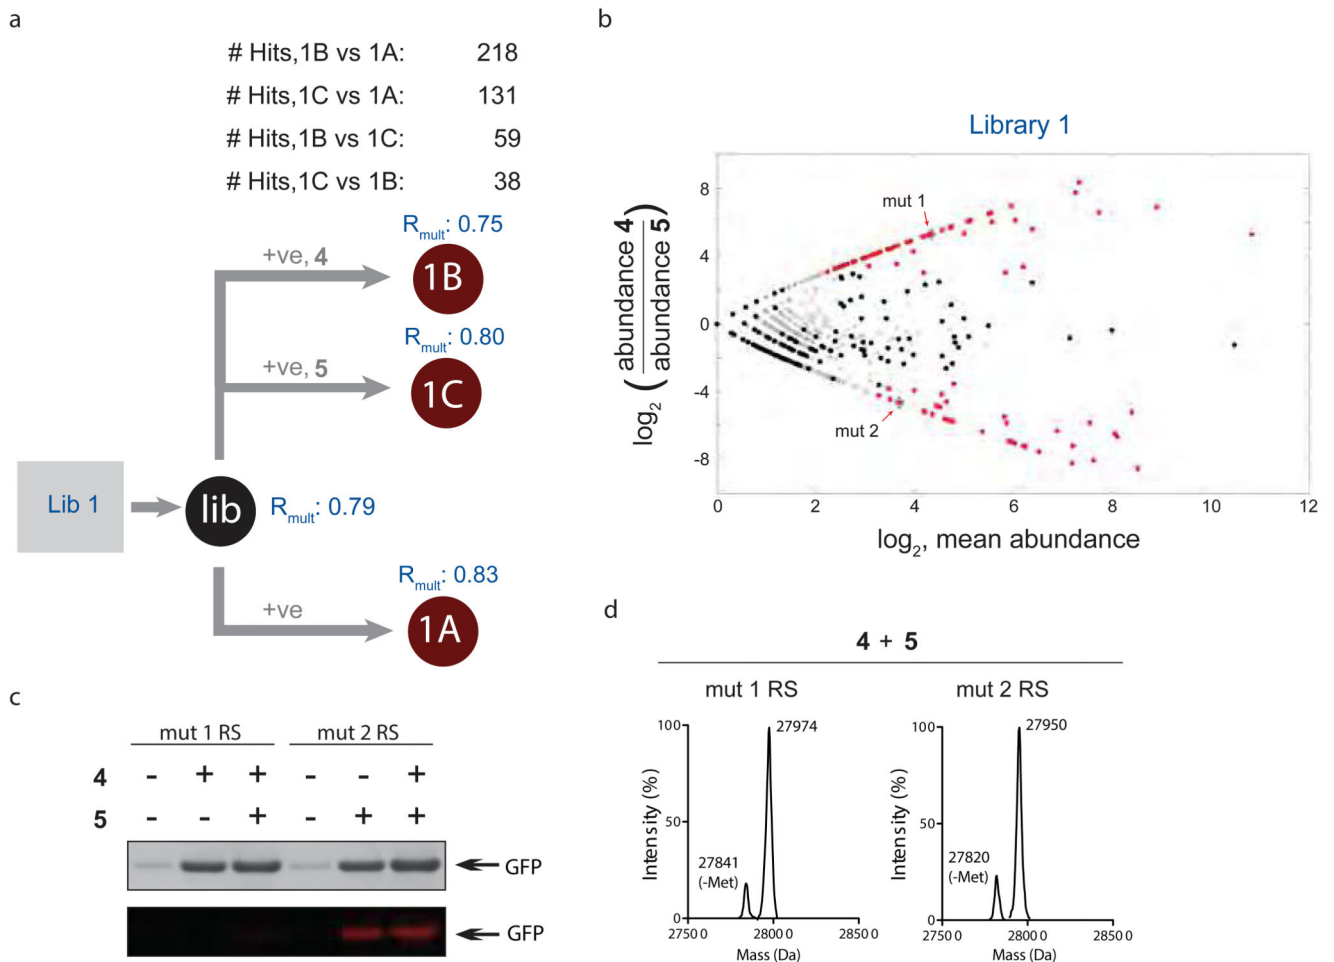 a
# Hits,1B vs 1A: 218
# Hits,1C vs 1A: 131
# Hits,1B vs 1C: 59
# Hits,1C vs 1B: 38
Rmult: 0.75
+ve, 4
1B
Rmult: 0.80
+ve, 5
1C
Lib 1
lib
Rmult: 0.79
Rmult: 0.83
+ve
1A
b
Library 1
log2 (abundance 4 / abundance 5)
8
4
0
-4
-8
mut 1
mut 2
0 2 4 6 8 10 12
log2, mean abundance
c
mut 1 RS mut 2 RS
4 - + + - - +
5 - - + - + +
GFP
GFP
d
4 + 5
mut 1 RS
Intensity (%)
100
50
0
27974
27841
(-Met)
27500 28000 28500
Mass (Da)
mut 2 RS
Intensity (%)
100
50
0
27950
27820
(-Met)
27500 28000 28500
Mass (Da)